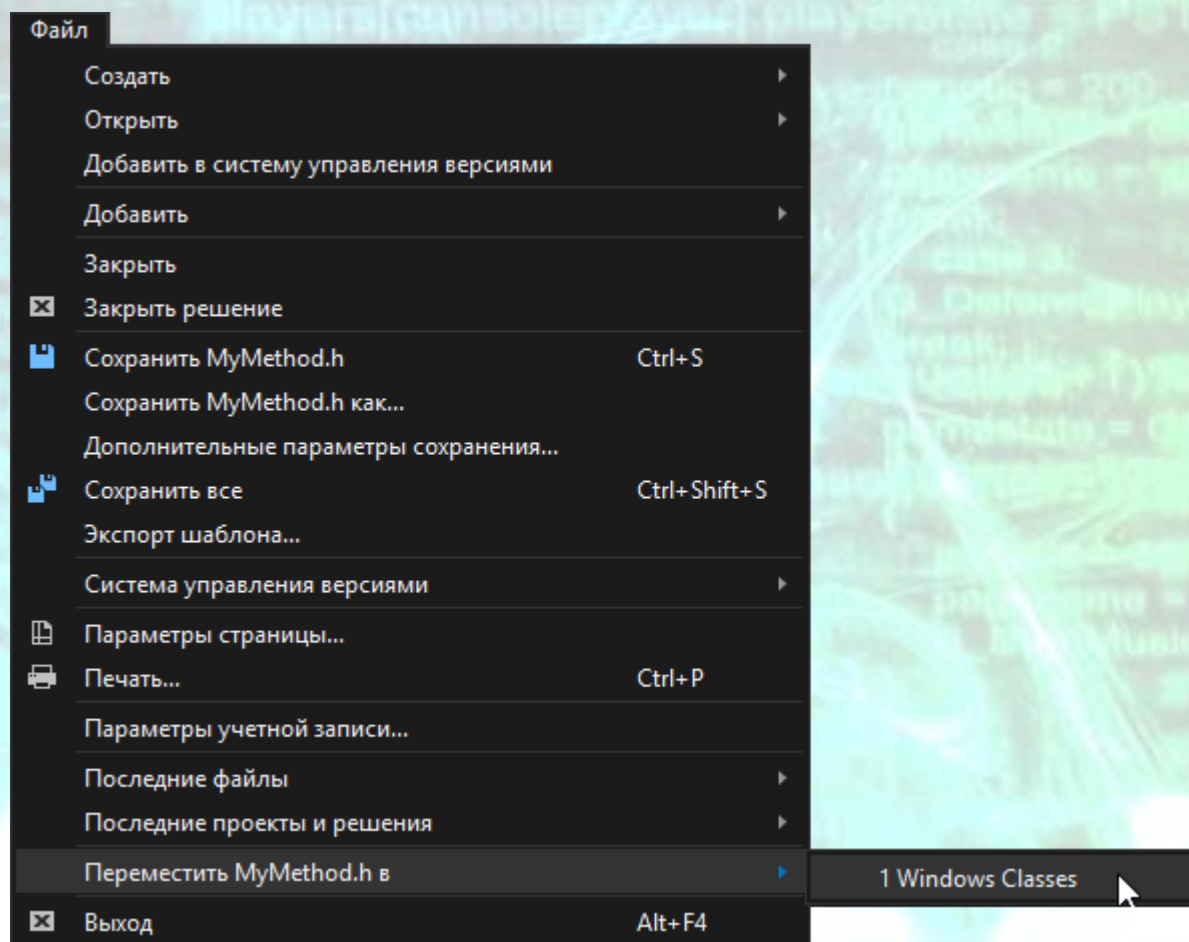 Файл
Создать
Открыть
Добавить в систему управления версиями
Добавить
Закрыть
Закрыть решение
Сохранить MyMethod.h Ctrl+S
Сохранить MyMethod.h как...
Дополнительные параметры сохранения...
Сохранить все Ctrl+Shift+S
Экспорт шаблона...
Система управления версиями
Параметры страницы...
Печать... Ctrl+P
Параметры учетной записи...
Последние файлы
Последние проекты и решения
Переместить MyMethod.h в
1 Windows Classes
Выход Alt+F4